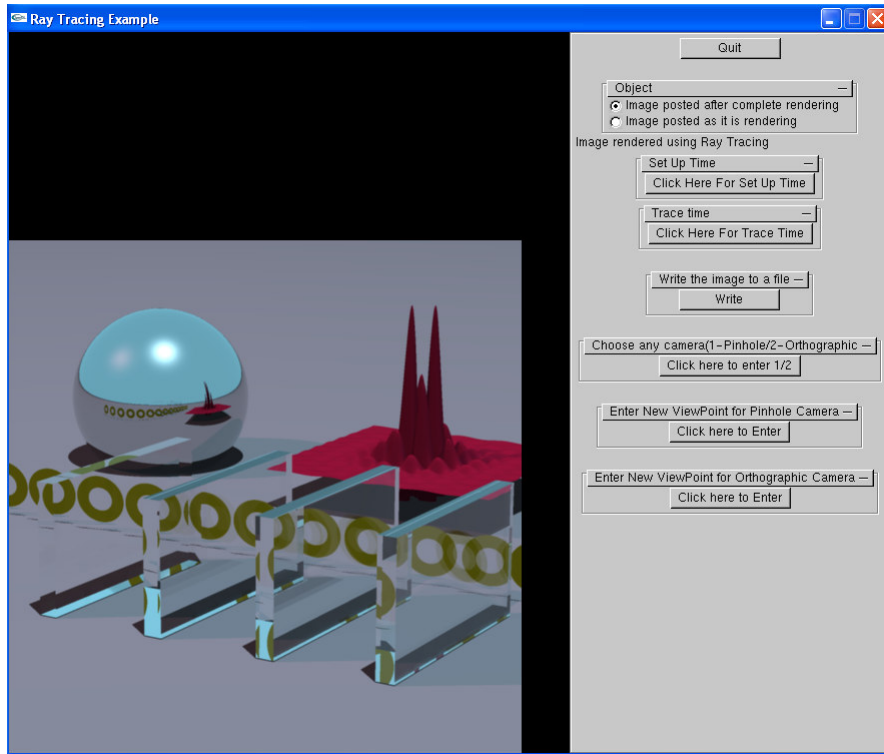 Ray Tracing Example
Quit
Object
Image posted after complete rendering
Image posted as it is rendering
Image rendered using Ray Tracing
Set Up Time
Click Here For Set Up Time
Trace time
Click Here For Trace Time
Write the image to a file
Write
Choose any camera(1-Pinhole/2-Orthographic
Click here to enter 1/2
Enter New ViewPoint for Pinhole Camera
Click here to Enter
Enter New ViewPoint for Orthographic Camera
Click here to Enter